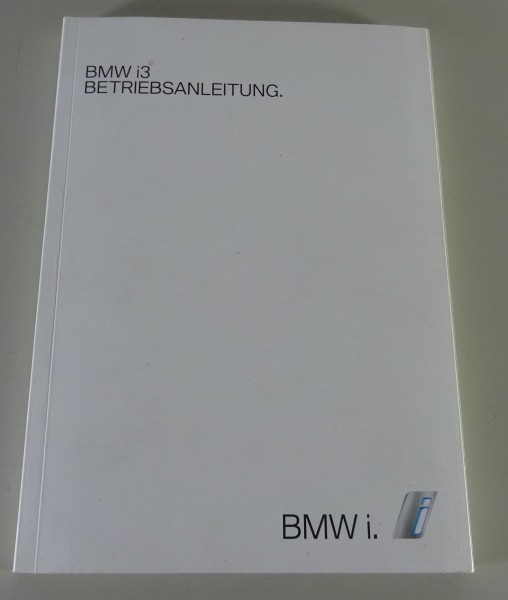 BMW i3
BETRIEBSANLEITUNG.
BMW i. i